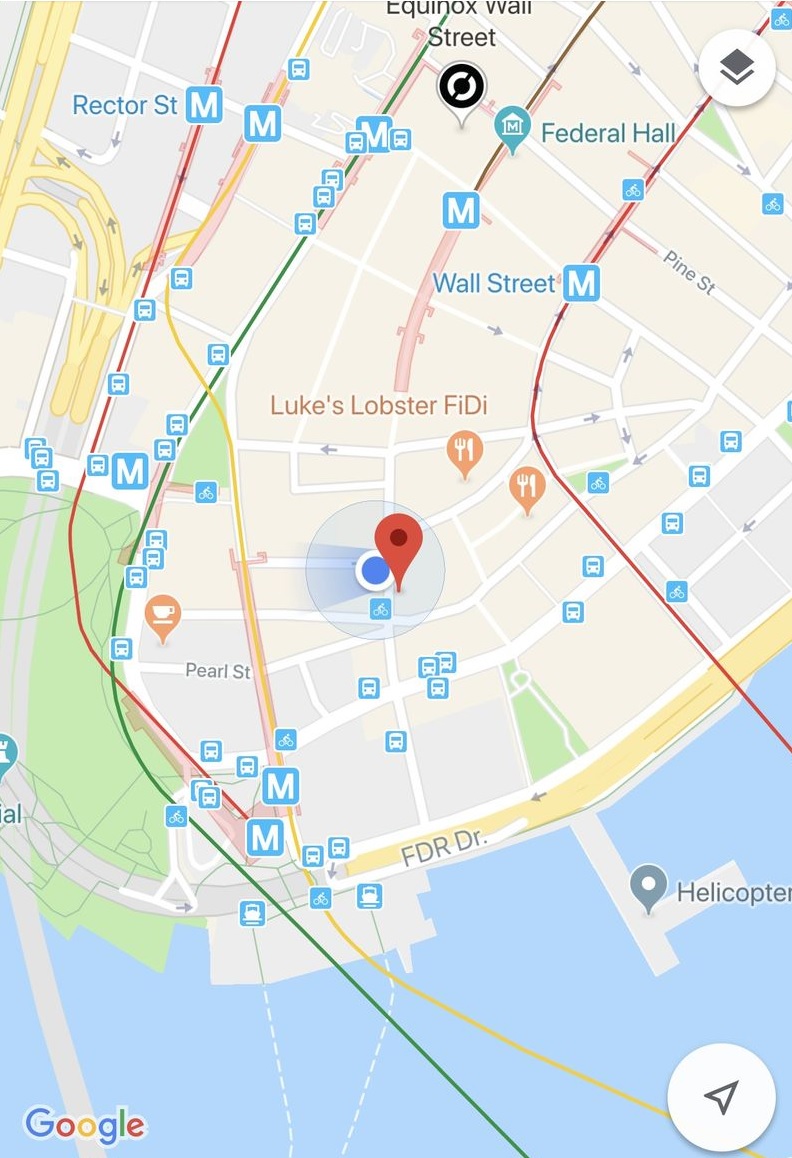 Equinox Wall
Street
Rector St
M
M
M
Federal Hall
M
Wall Street
M
Pine St
Luke's Lobster FiDi
M
Pearl St
M
M
ial
FDR Dr.
Helicopter
Google